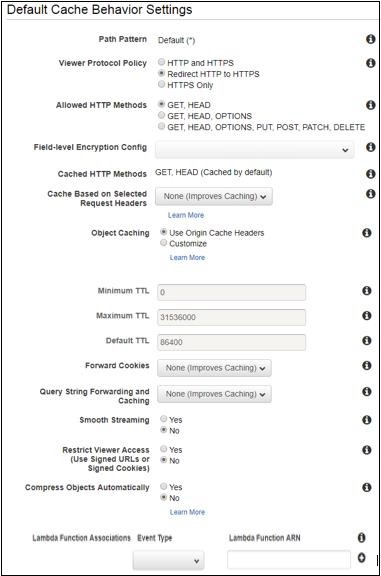 Default Cache Behavior Settings
Path Pattern Default (*)
Viewer Protocol Policy HTTP and HTTPS
Redirect HTTP to HTTPS
HTTPS Only
Allowed HTTP Methods GET, HEAD
GET, HEAD, OPTIONS
GET, HEAD, OPTIONS, PUT, POST, PATCH, DELETE
Field-level Encryption Config
Cached HTTP Methods GET, HEAD (Cached by default)
Cache Based on Selected
Request Headers None (Improves Caching)
Learn More
Object Caching Use Origin Cache Headers
Customize
Learn More
Minimum TTL 0
Maximum TTL 31536000
Default TTL 86400
Forward Cookies None (Improves Caching)
Query String Forwarding and
Caching None (Improves Caching)
Smooth Streaming Yes
No
Restrict Viewer Access Yes
(Use Signed URLs or No
Signed Cookies)
Compress Objects Automatically Yes
No
Learn More
Lambda Function Associations Event Type Lambda Function ARN